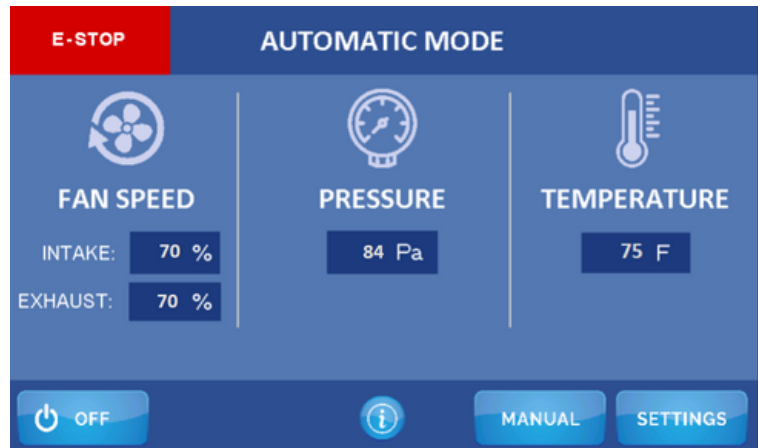 E-STOP
AUTOMATIC MODE
FAN SPEED
INTAKE: 70 %
EXHAUST: 70 %
PRESSURE
84 Pa
TEMPERATURE
75 F
OFF
i
MANUAL
SETTINGS